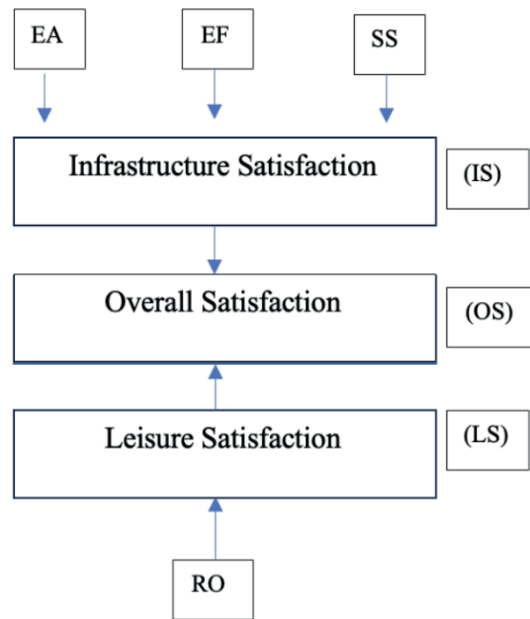 EA
EF
SS
Infrastructure Satisfaction
(IS)
Overall Satisfaction
(OS)
Leisure Satisfaction
(LS)
RO